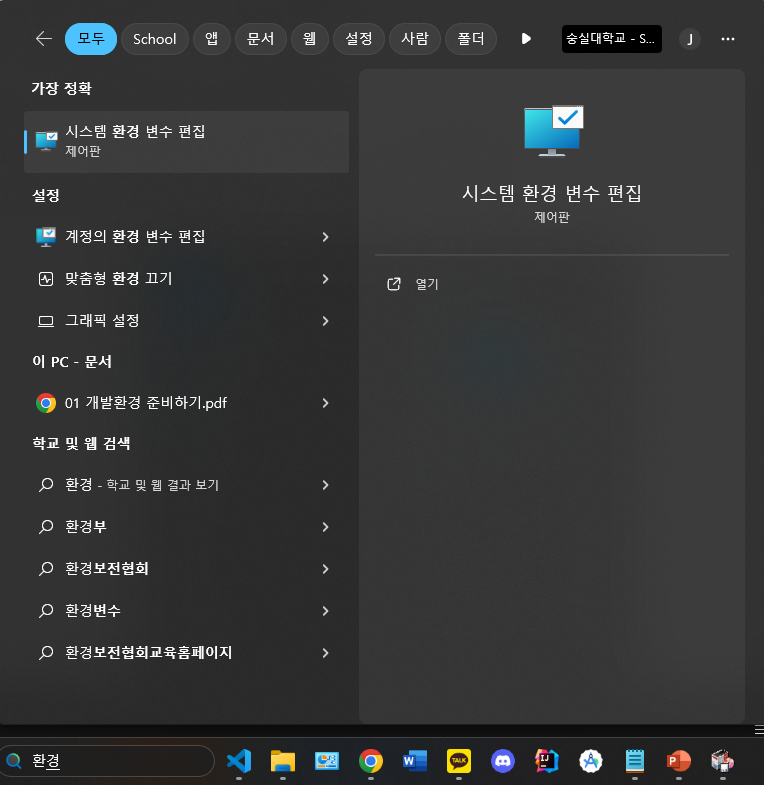 모두 School 앱 문서 웹 설정 사람 폴더 숭실대학교 - S... J
가장 정확
시스템 환경 변수 편집
제어판
설정
계정의 환경 변수 편집
맞춤형 환경 끄기
그래픽 설정
이 PC - 문서
01 개발환경 준비하기.pdf
학교 및 웹 검색
환경 - 학교 및 웹 결과 보기
환경부
환경보전협회
환경변수
환경보전협회교육홈페이지
시스템 환경 변수 편집
제어판
열기
환경
W
TALK
IJ
P